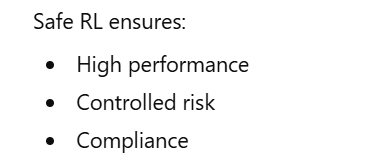 Safe RL ensures:
• High performance
• Controlled risk
• Compliance